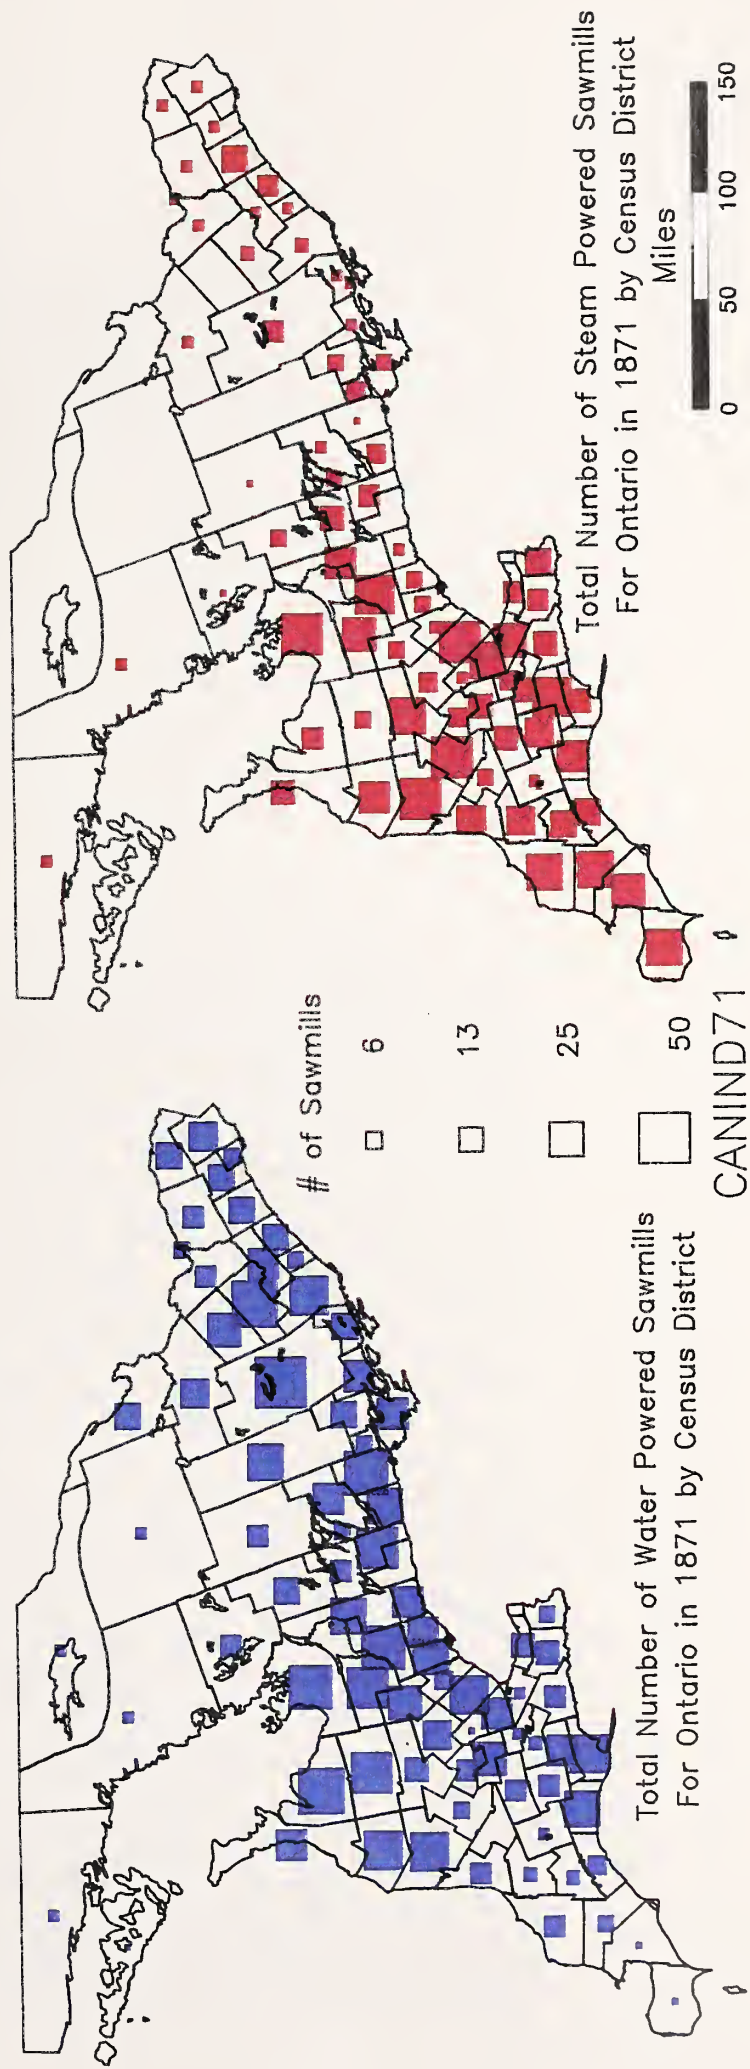 Total Number of Water Powered Sawmills
For Ontario in 1871 by Census District
# of Sawmills
6
13
25
50
CANIND71
Total Number of Steam Powered Sawmills
For Ontario in 1871 by Census District
Miles
0 50 100 150